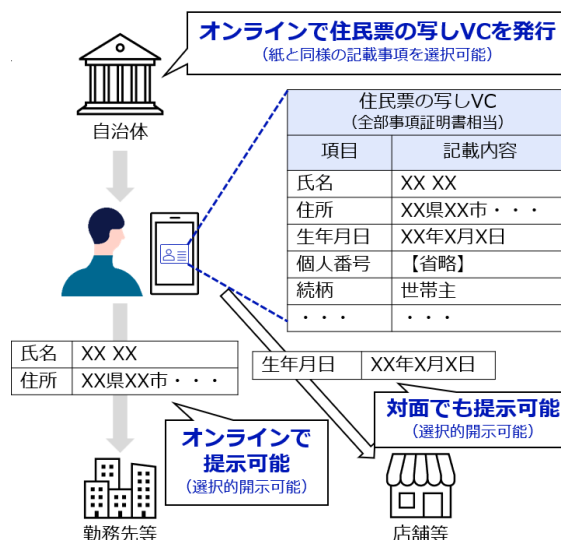 オンラインで住民票の写しVCを発行
(紙と同様の記載事項を選択可能)
自治体
住民票の写しVC
(全部事項証明書相当)
項目 記載内容
氏名 XX XX
住所 XX県XX市・・・
生年月日 XX年X月X日
個人番号 【省略】
続柄 世帯主
・・・ ・・・
氏名 XX XX
住所 XX県XX市・・・
生年月日 XX年X月X日
オンラインで
提示可能
(選択的開示可能)
対面でも提示可能
(選択的開示可能)
勤務先等
店舗等